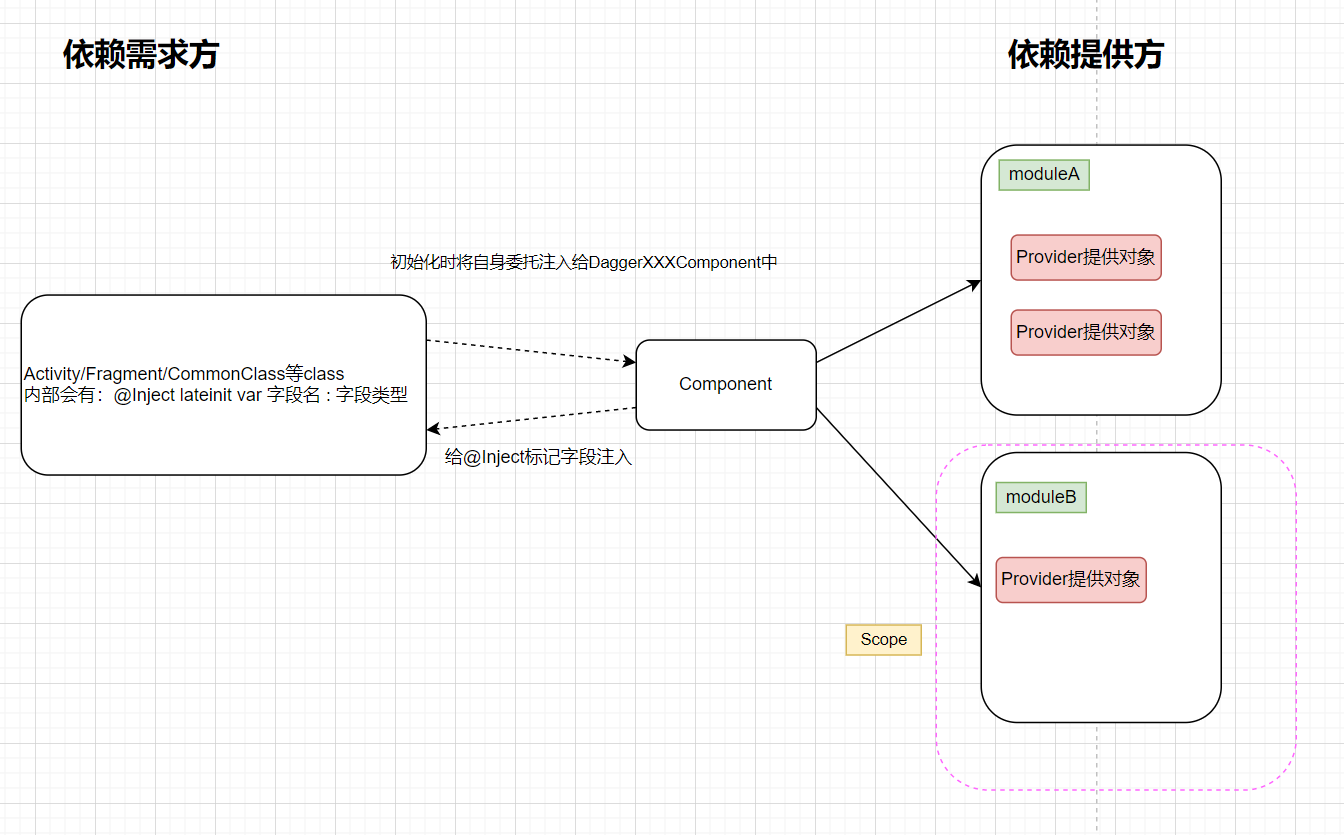 依赖需求方
依赖提供方
moduleA
Provider提供对象
Provider提供对象
初始化时将自身委托注入给DaggerXXXComponent中
Activity/Fragment/CommonClass等class
内部会有：@Inject lateinit var 字段名 : 字段类型
Component
给@Inject标记字段注入
moduleB
Provider提供对象
Scope